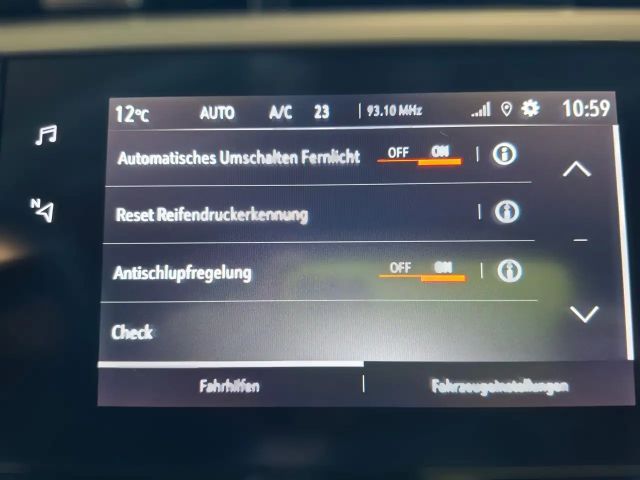 12°C AUTO A/C 23 93.10 MHz 10:59
Automatisches Umschalten Fernlicht OFF ON
N
Reset Reifendruckerkennung
Antischlupfregelung OFF ON
Check
Fahrhilfen Fahrzeugeinstellungen